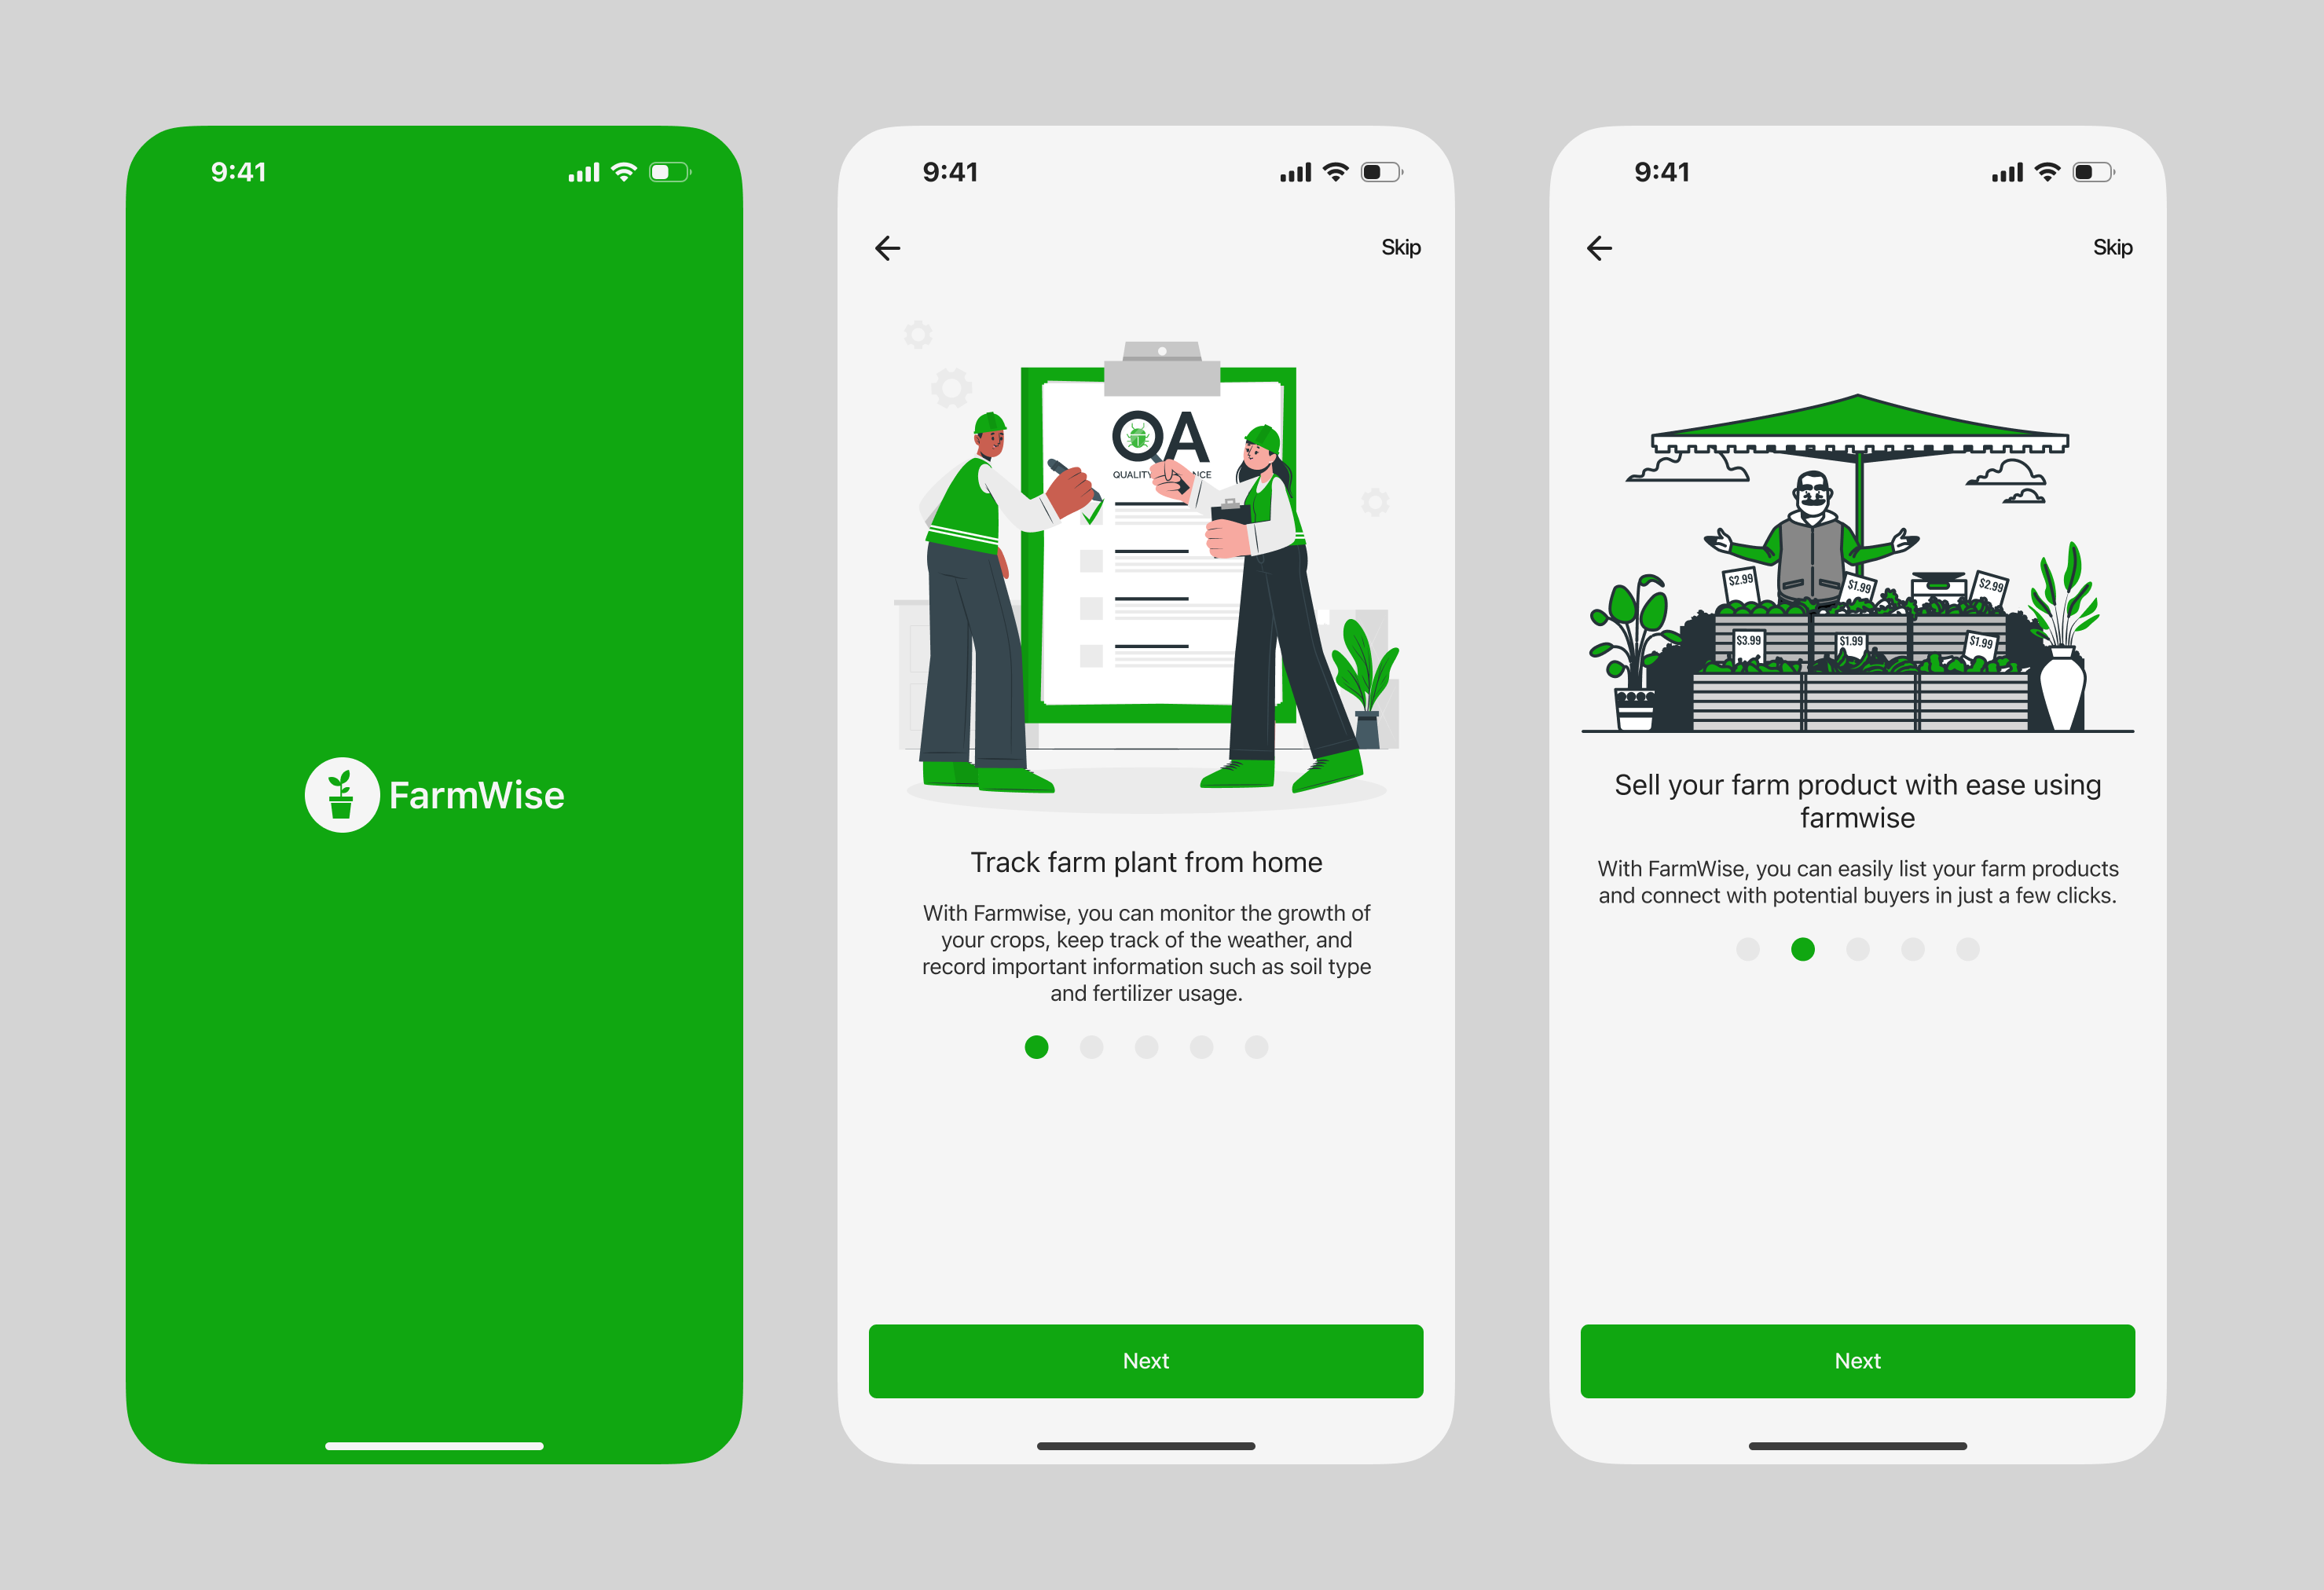 9:41
FarmWise
9:41
Skip
QA
QUALITY
NCE
Track farm plant from home
With Farmwise, you can monitor the growth of
your crops, keep track of the weather, and
record important information such as soil type
and fertilizer usage.
Next
9:41
Skip
$2.99
$1.99
$2.99
$3.99
$1.99
$1.99
Sell your farm product with ease using
farmwise
With FarmWise, you can easily list your farm products
and connect with potential buyers in just a few clicks.
Next